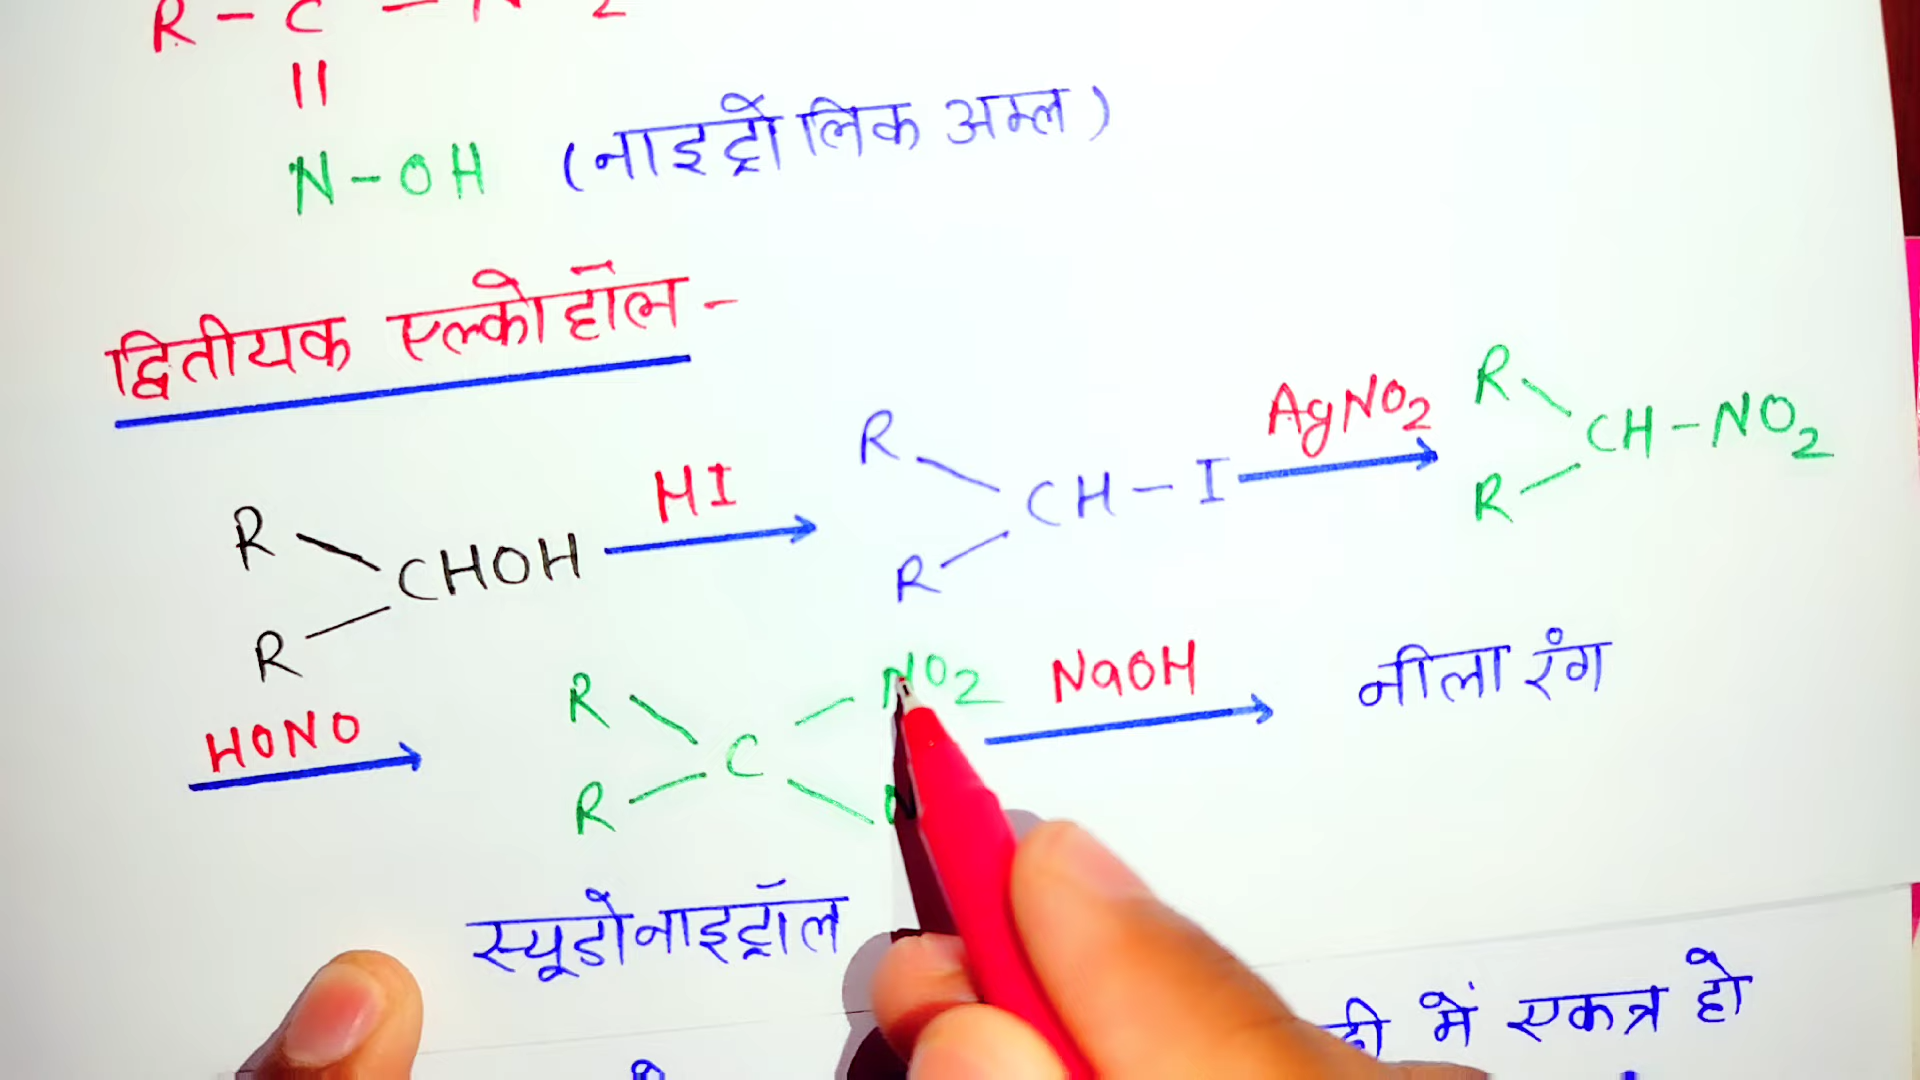 R - C -
||
N - OH (नाइट्रोलिक अम्ल)
द्वितीयक एल्कोहॉल -
R
R
CHOH
HI
R
R
CH - I
AgNO2
R
R
CH - NO2
HONO
R
R
C
NO2
NaOH
नीला रंग
स्यूडोनाइट्रॉल
में एकत्र हो